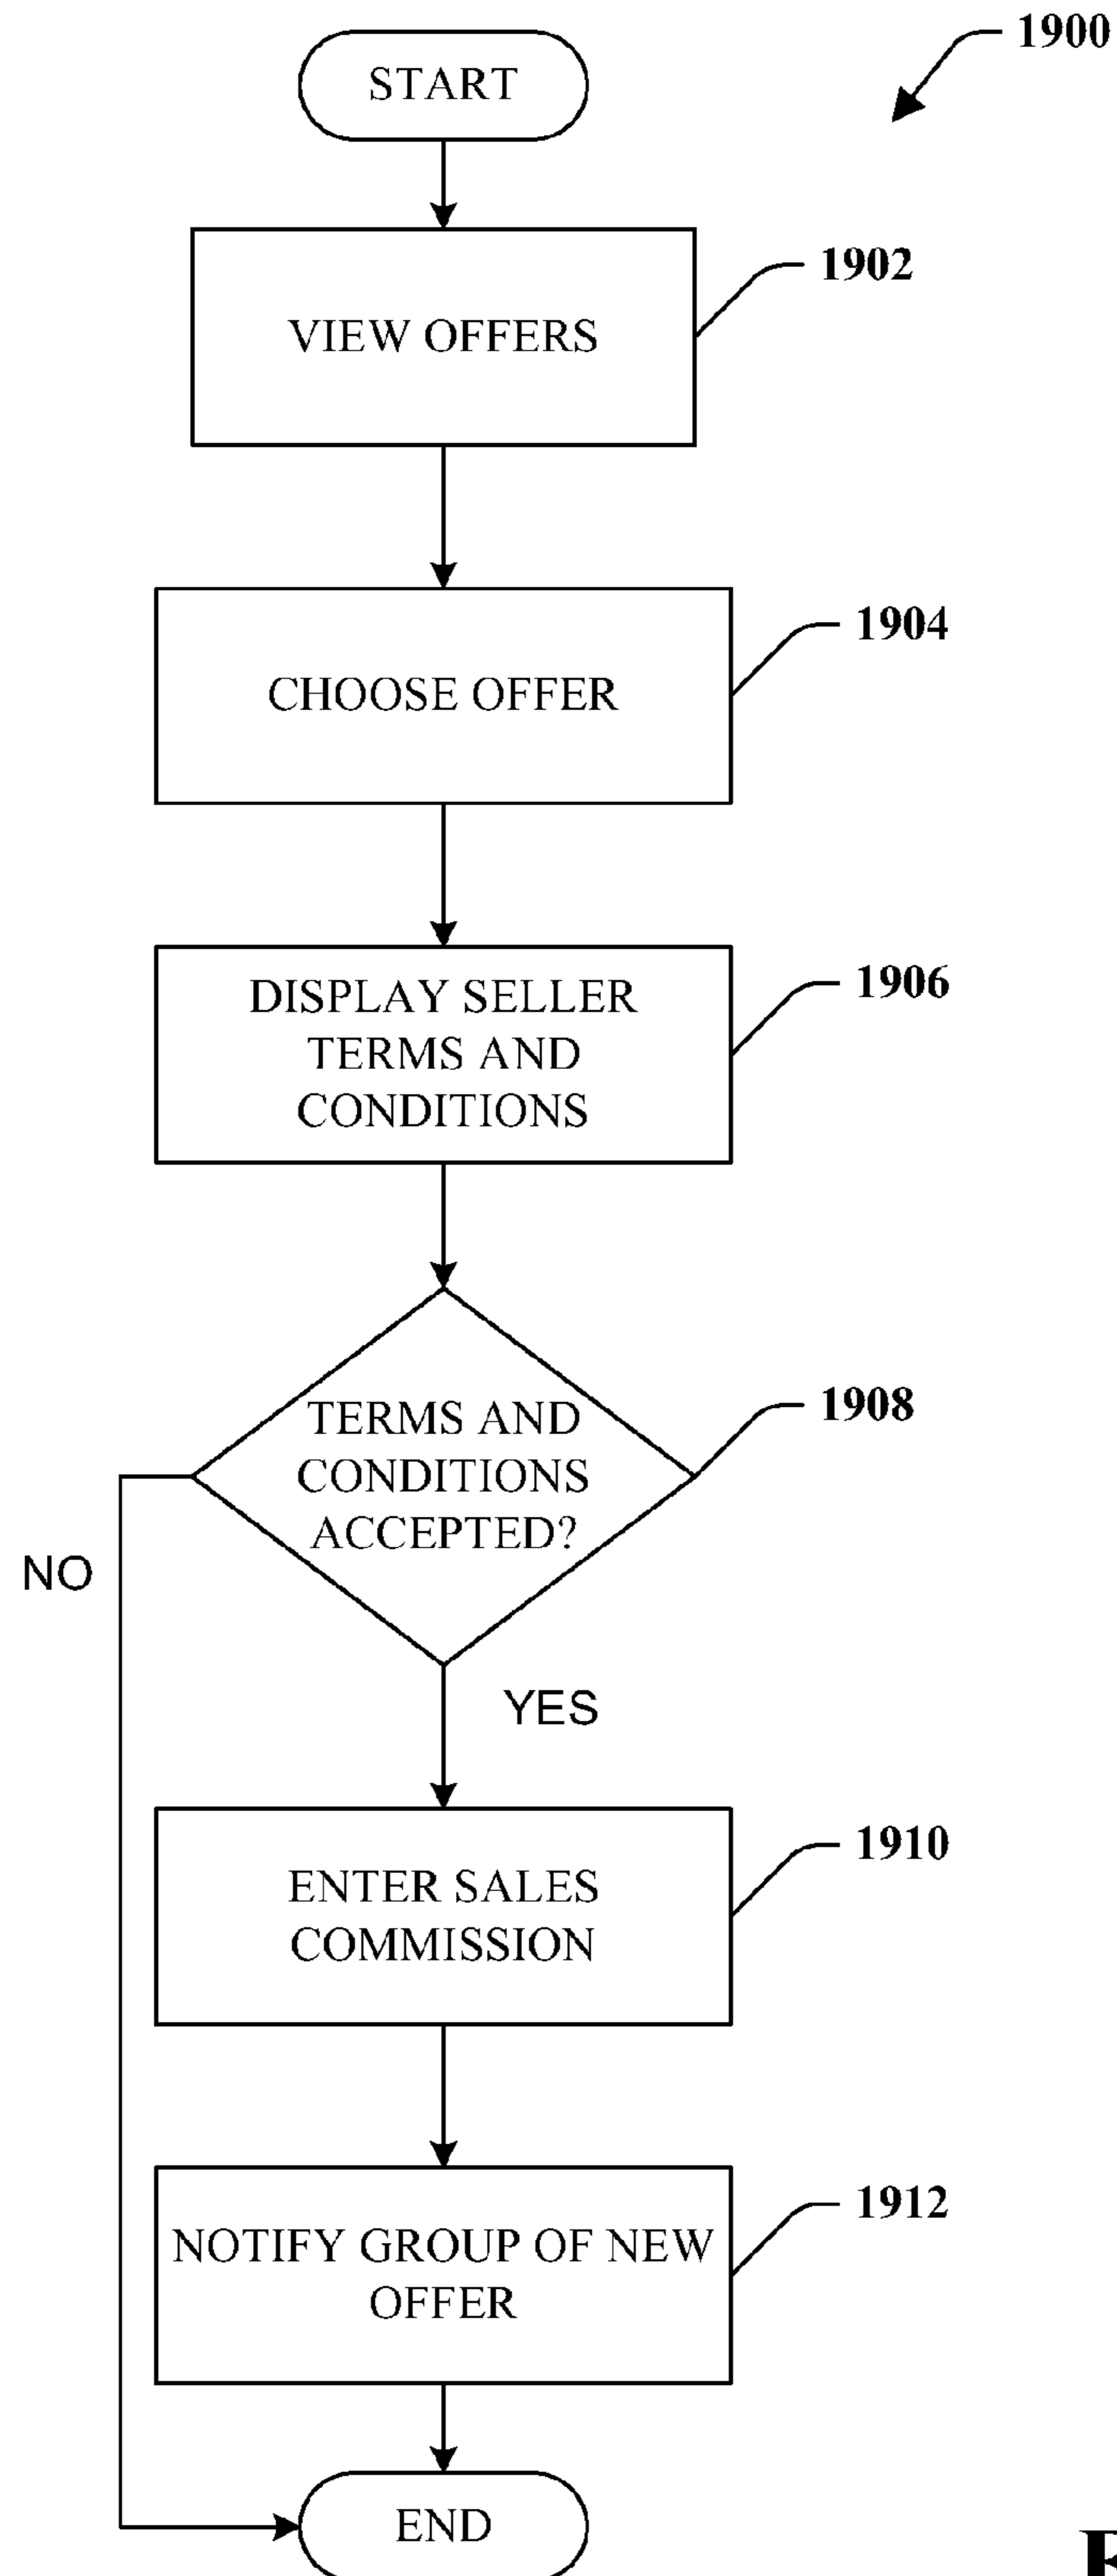 1900
START
1902
VIEW OFFERS
1904
CHOOSE OFFER
1906
DISPLAY SELLER
TERMS AND
CONDITIONS
1908
TERMS AND
CONDITIONS
ACCEPTED?
NO
YES
1910
ENTER SALES
COMMISSION
1912
NOTIFY GROUP OF NEW
OFFER
END